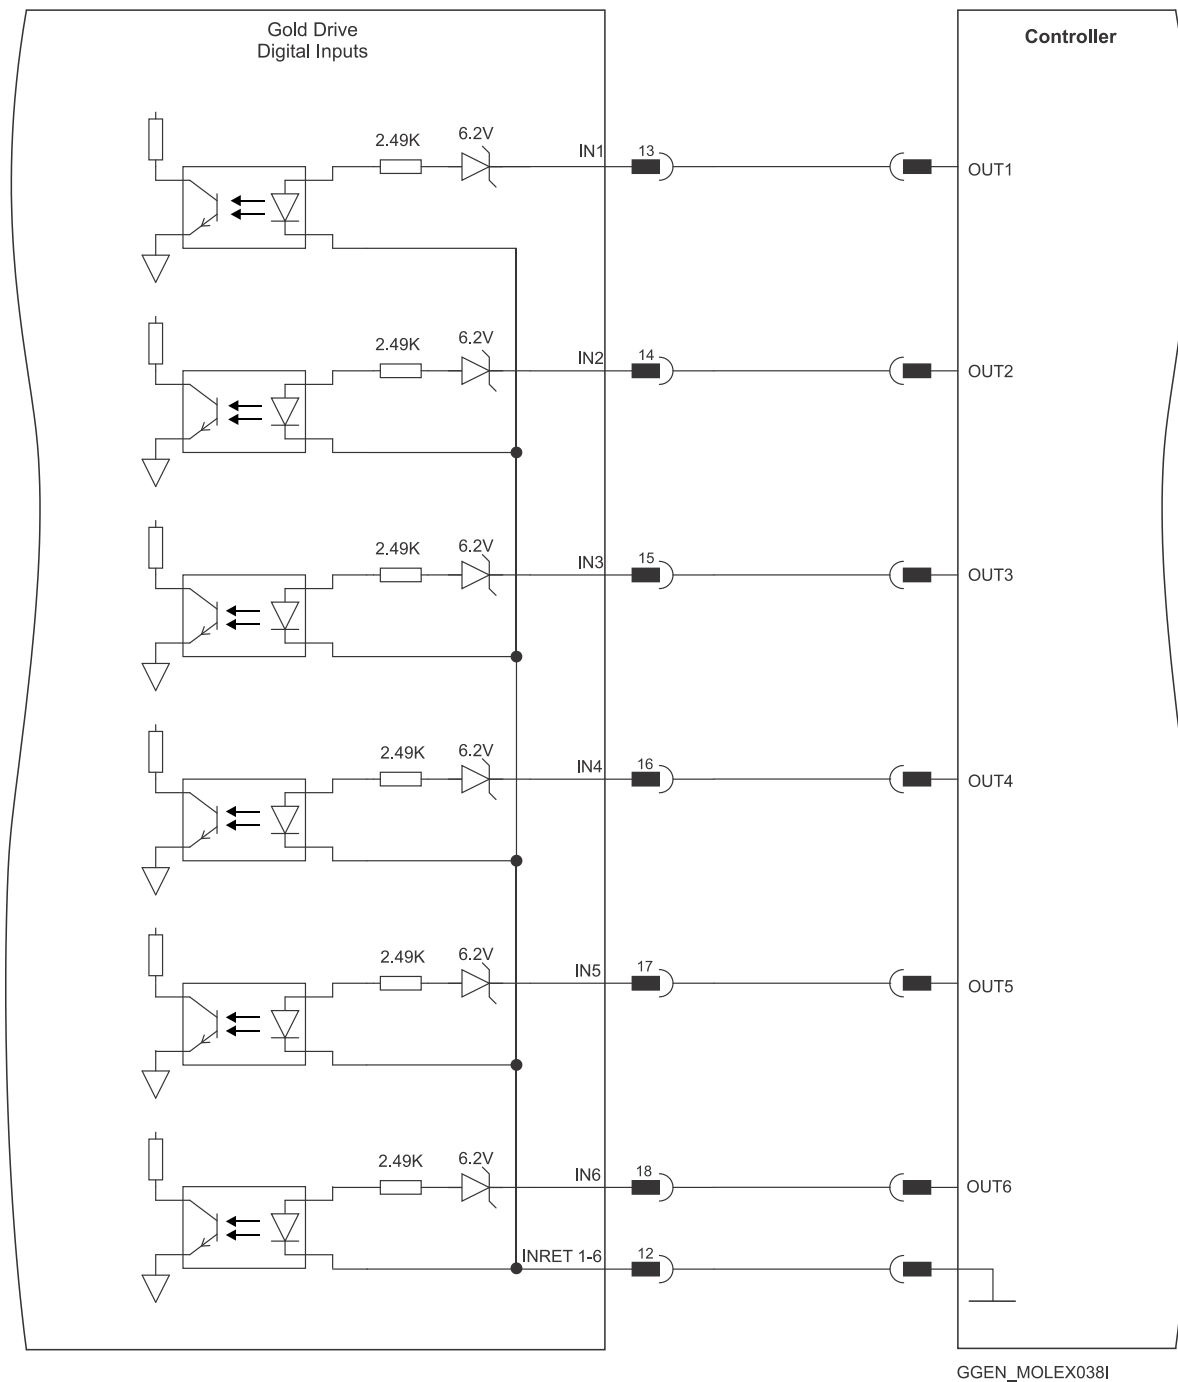 Gold Drive
Digital Inputs
Controller
2.49K
6.2V
IN1
13
OUT1
2.49K
6.2V
IN2
14
OUT2
2.49K
6.2V
IN3
15
OUT3
2.49K
6.2V
IN4
16
OUT4
2.49K
6.2V
IN5
17
OUT5
2.49K
6.2V
IN6
18
OUT6
INRET 1-6
12
GGEN_MOLEX038I